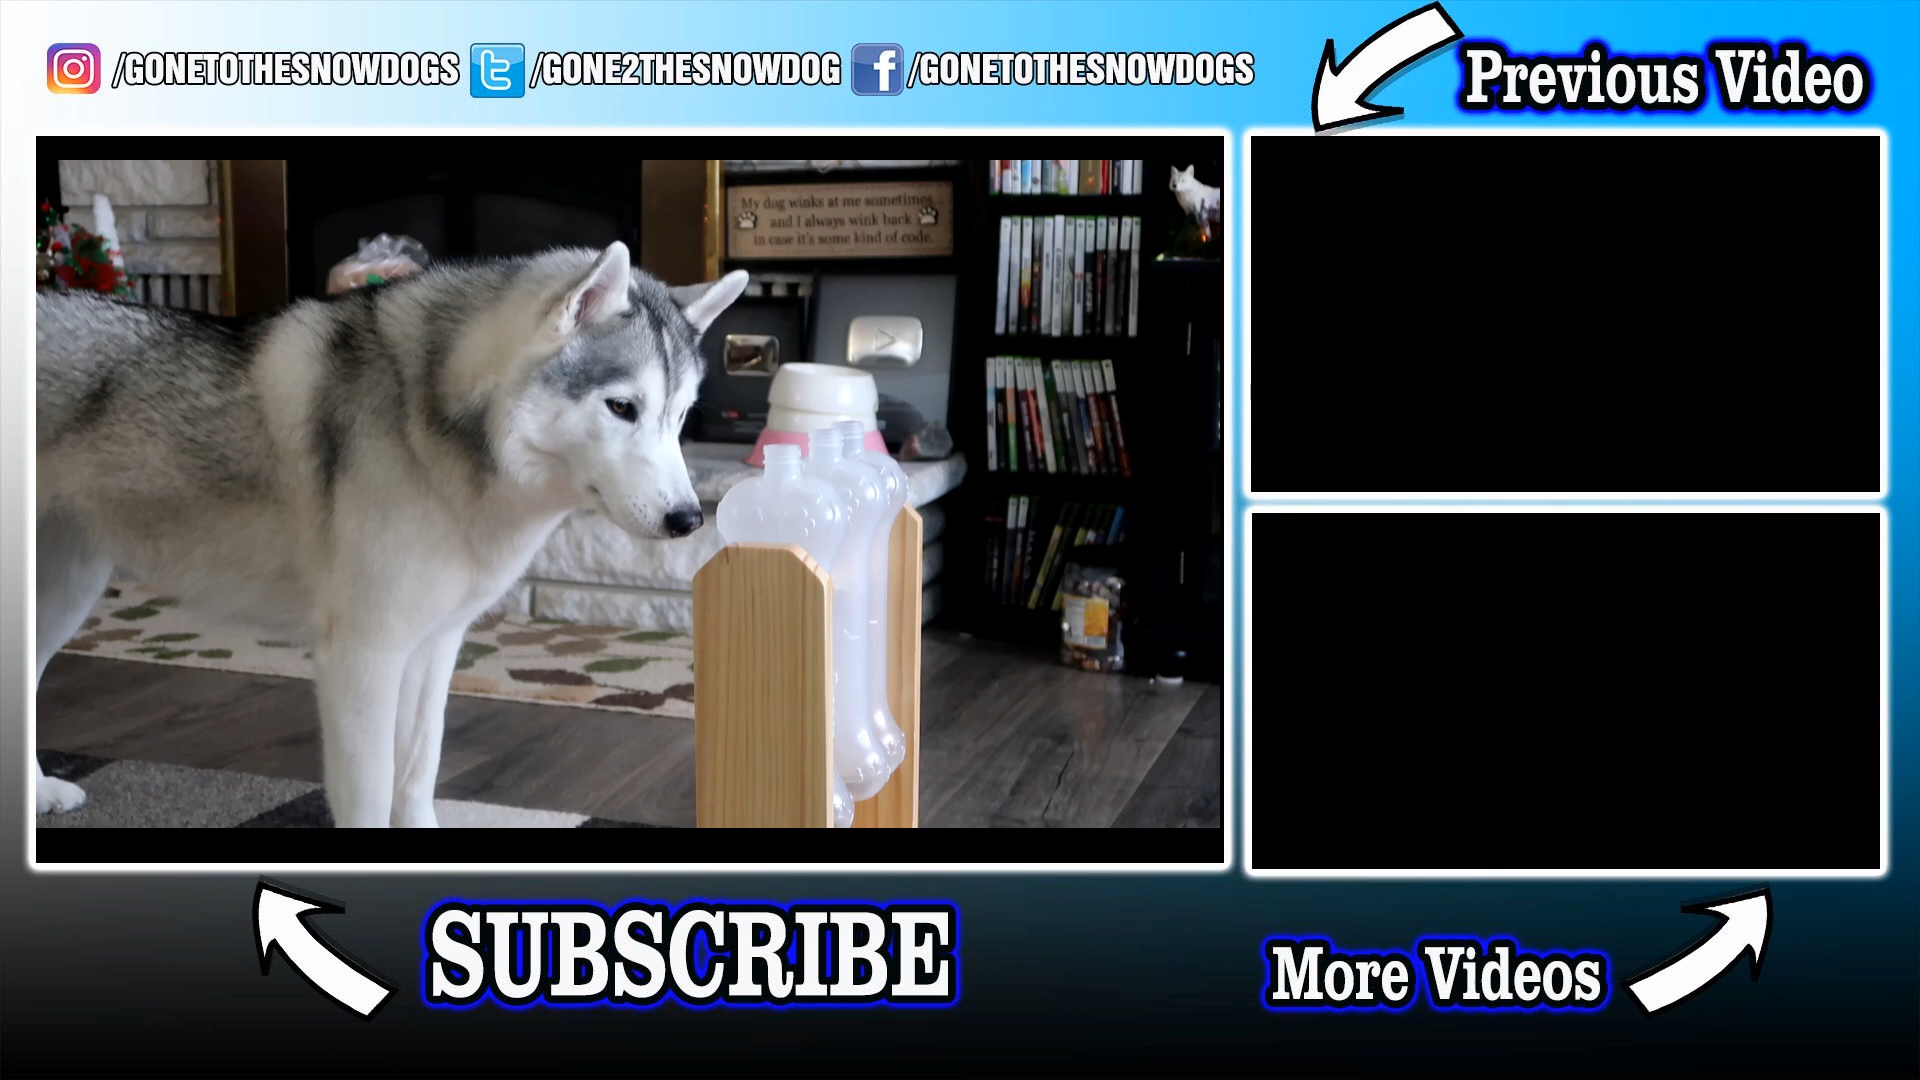 /GONETOTHESNOWDOGS /GONE2THESNOWDOG /GONETOTHESNOWDOGS
Previous Video
My dog winks at me sometimes...
and I always wink back
in case it's some kind of code.
SUBSCRIBE
More Videos